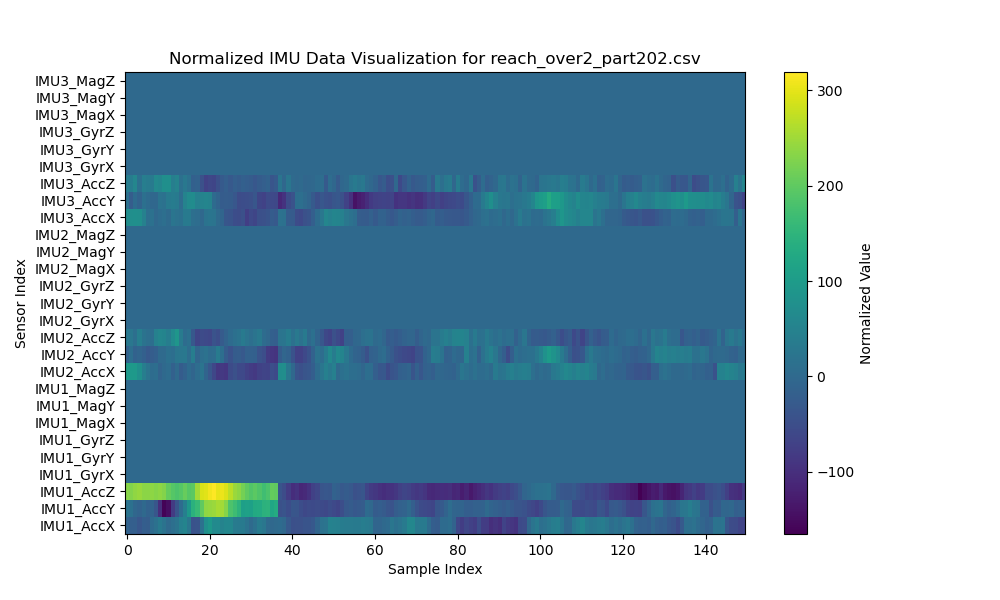 Normalized IMU Data Visualization for reach_over2_part202.csv
IMU3_MagZ
IMU3_MagY
IMU3_MagX
IMU3_GyrZ
IMU3_GyrY
IMU3_GyrX
IMU3_AccZ
IMU3_AccY
IMU3_AccX
IMU2_MagZ
IMU2_MagY
IMU2_MagX
IMU2_GyrZ
IMU2_GyrY
IMU2_GyrX
IMU2_AccZ
IMU2_AccY
IMU2_AccX
IMU1_MagZ
IMU1_MagY
IMU1_MagX
IMU1_GyrZ
IMU1_GyrY
IMU1_GyrX
IMU1_AccZ
IMU1_AccY
IMU1_AccX
Sensor Index
0 20 40 60 80 100 120 140
Sample Index
300
200
100
0
−100
Normalized Value